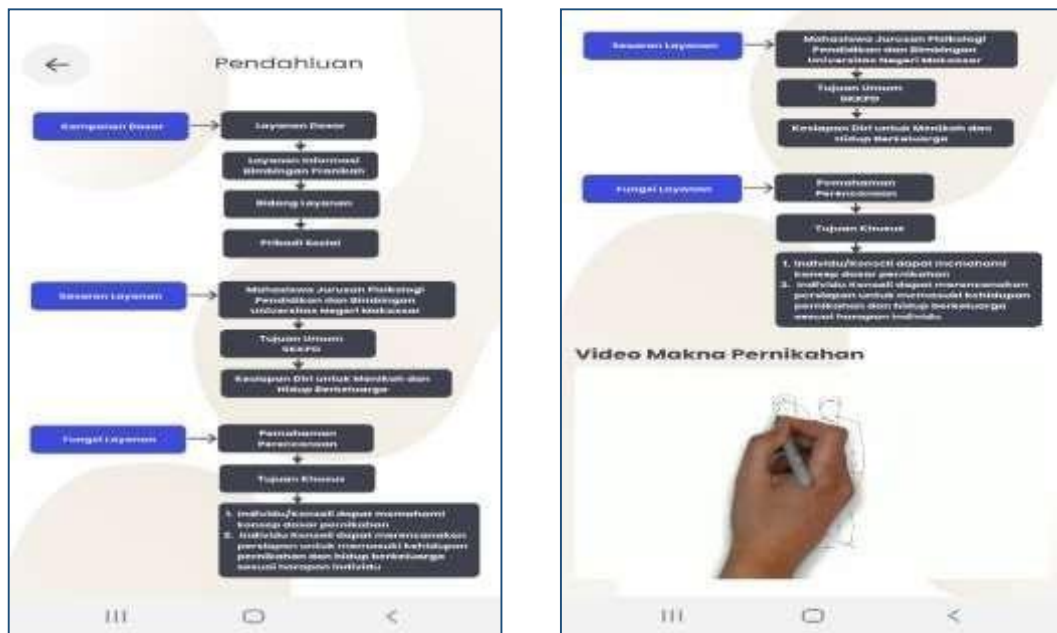 Pendahluan
Komponen Dasar
Layanan Dasar
Layanan Informasi
Bimbingan Pranikah
Bidang Layanan
Pribadi Sosial
Sasaran Layanan
Mahasiswa Jurusan Psikologi
Pendidikan dan Bimbingan
Universitas Negeri Makassar
Tujuan Umum
SKKPD
Kesiapan Diri untuk Menikah dan
Hidup Berkeluarga
Fungsi Layanan
Pemahaman
Perencanaan
Tujuan Khusus
1. Individu/Konseli dapat memahami
konsep dasar pernikahan
2. Individu Konseli dapat merencanakan
persiapan untuk memasuki kehidupan
pernikahan dan hidup berkeluarga
sesuai harapan individu
Sasaran Layanan
Mahasiswa Jurusan Psikologi
Pendidikan dan Bimbingan
Universitas Negeri Makassar
Tujuan Umum
SKKPD
Kesiapan Diri untuk Menikah dan
Hidup Berkeluarga
Fungsi Layanan
Pemahaman
Perencanaan
Tujuan Khusus
1. Individu/Konseli dapat memahami
konsep dasar pernikahan
2. Individu Konseli dapat merencanakan
persiapan untuk memasuki kehidupan
pernikahan dan hidup berkeluarga
sesuai harapan individu
Video Makna Pernikahan